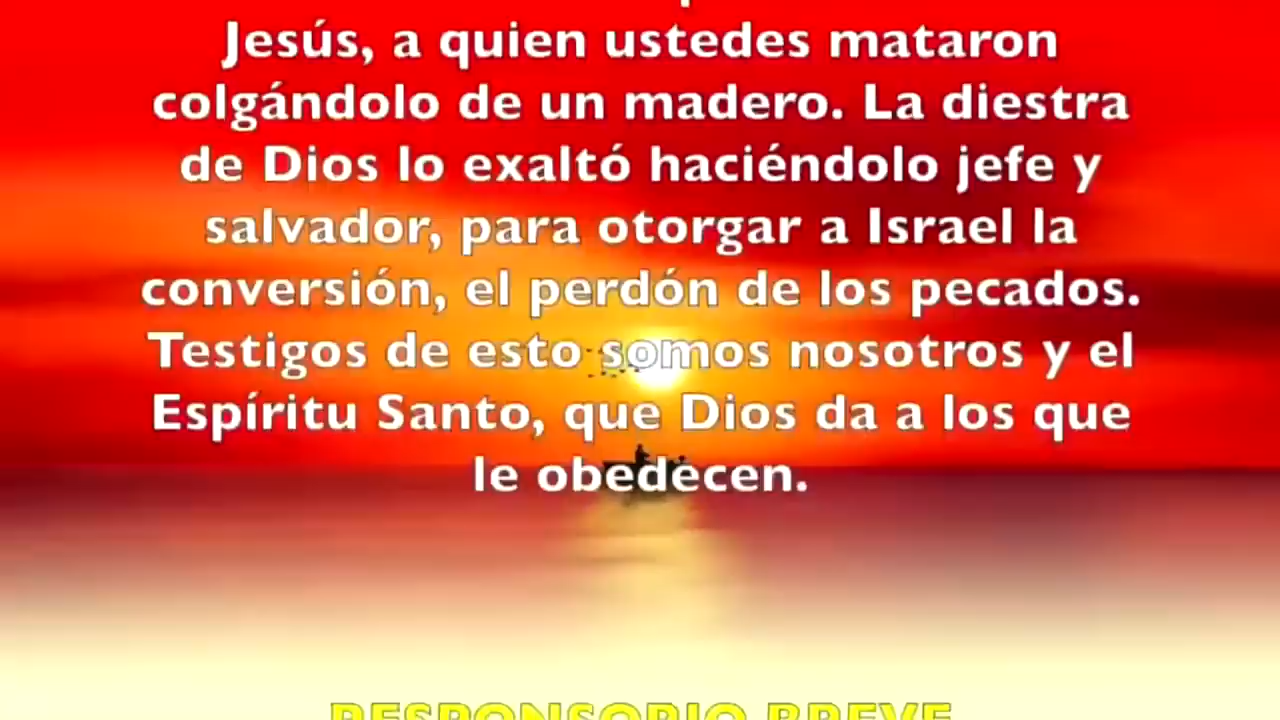 Jesús, a quien ustedes mataron
colgándolo de un madero. La diestra
de Dios lo exaltó haciéndolo jefe y
salvador, para otorgar a Israel la
conversión, el perdón de los pecados.
Testigos de esto somos nosotros y el
Espíritu Santo, que Dios da a los que
le obedecen.
RESPONSORIO BREVE